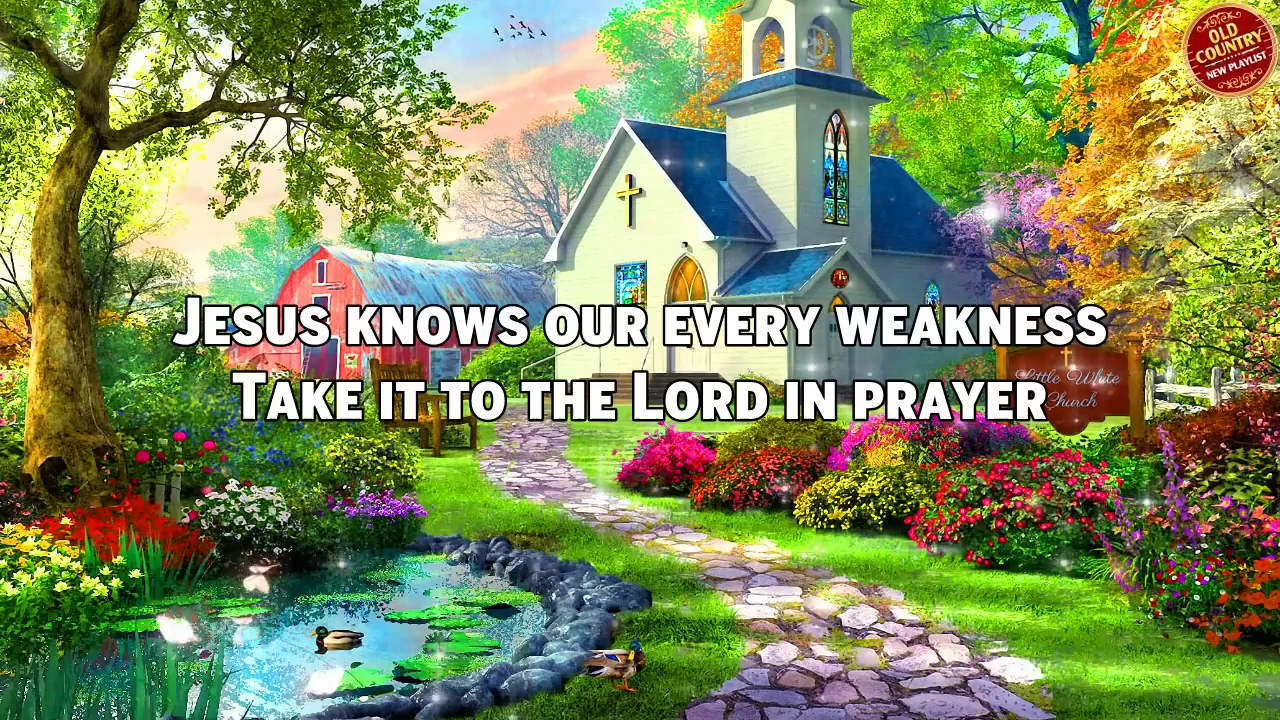 OLD
COUNTRY
NEW PLAYLIST
Jesus knows our every weakness
Take it to the Lord in prayer
Little White
Church